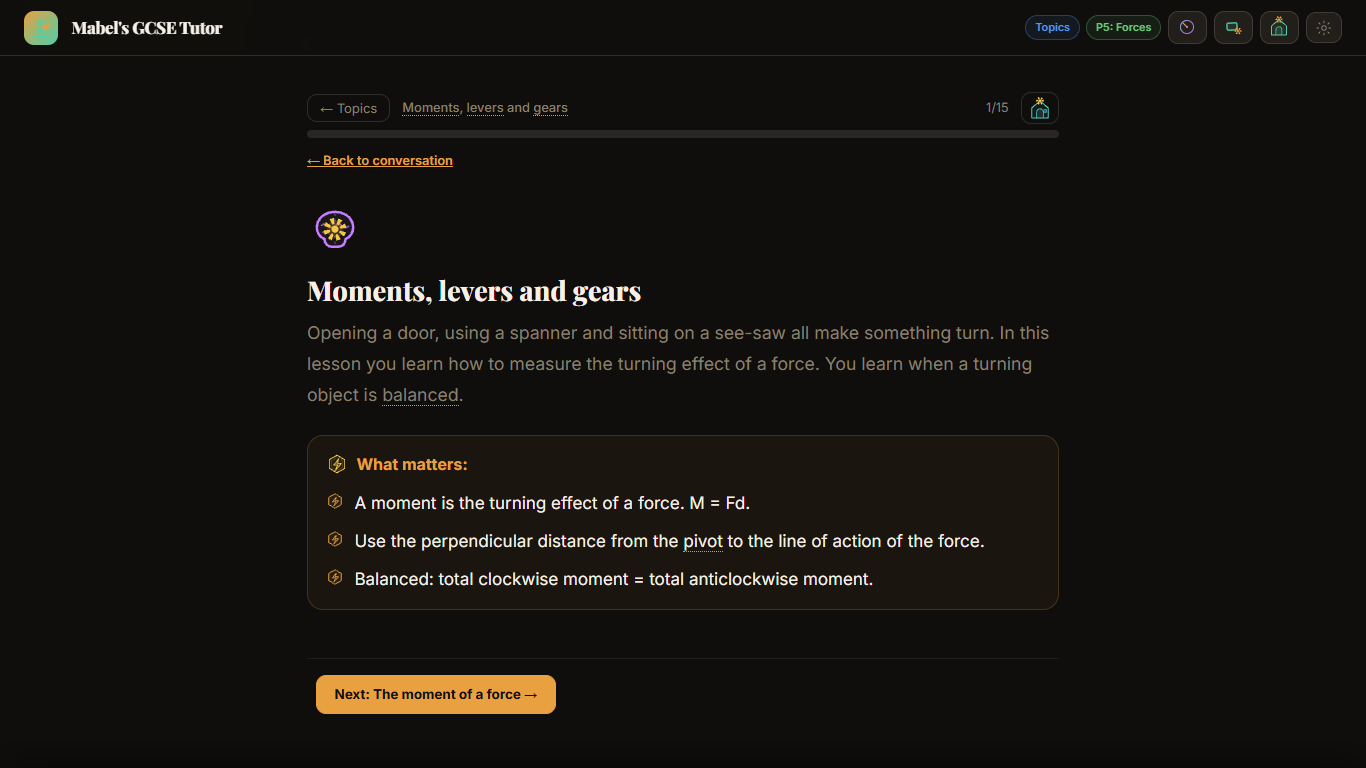 Mabel's GCSE Tutor
Topics
P5: Forces
← Topics
Moments, levers and gears
1/15
← Back to conversation
Moments, levers and gears
Opening a door, using a spanner and sitting on a see-saw all make something turn. In this
lesson you learn how to measure the turning effect of a force. You learn when a turning
object is balanced.
What matters:
A moment is the turning effect of a force. M = Fd.
Use the perpendicular distance from the pivot to the line of action of the force.
Balanced: total clockwise moment = total anticlockwise moment.
Next: The moment of a force →